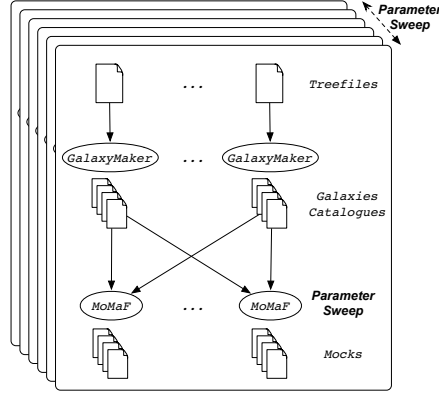 Parameter
Sweep
... Treefiles
GalaxyMaker ... GalaxyMaker
Galaxies
Catalogues
MoMaF ... MoMaF
Parameter
Sweep
... Mocks